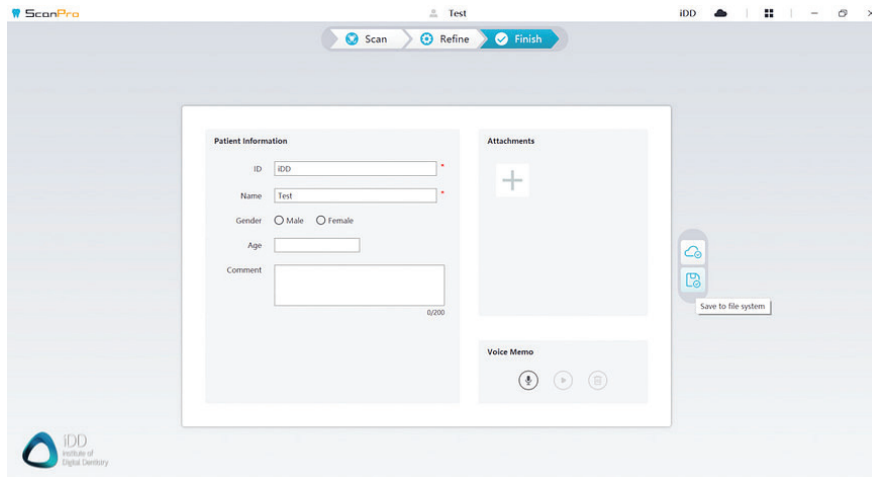 ScanPro
Test
iDD
Scan
Refine
Finish
Patient Information
ID
iDD
*
Name
Test
*
Gender
Male
Female
Age
Comment
0/200
Attachments
Voice Memo
Save to file system
iDD
Institute of
Digital Dentistry